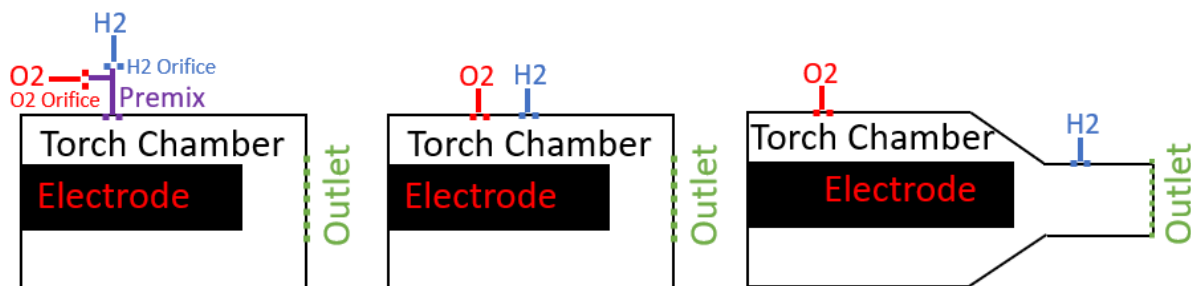 H2
H2 Orifice
O2
O2 Orifice
Premix
Torch Chamber
Electrode
Outlet
O2
H2
Torch Chamber
Electrode
Outlet
O2
H2
Torch Chamber
Electrode
Outlet